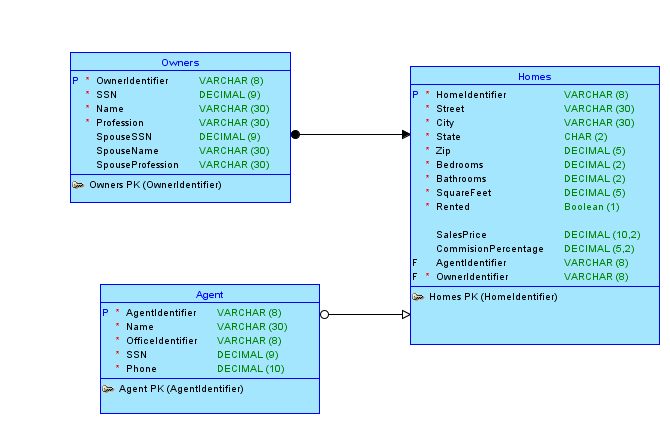 Owners
P * OwnerIdentifier VARCHAR (8)
* SSN DECIMAL (9)
* Name VARCHAR (30)
* Profession VARCHAR (30)
SpouseSSN DECIMAL (9)
SpouseName VARCHAR (30)
SpouseProfession VARCHAR (30)
Owners PK (OwnerIdentifier)
Homes
P * HomeIdentifier VARCHAR (8)
* Street VARCHAR (30)
* City VARCHAR (30)
* State CHAR (2)
* Zip DECIMAL (5)
* Bedrooms DECIMAL (2)
* Bathrooms DECIMAL (2)
* SquareFeet DECIMAL (5)
* Rented Boolean (1)
SalesPrice DECIMAL (10,2)
CommisionPercentage DECIMAL (5,2)
F AgentIdentifier VARCHAR (8)
F * OwnerIdentifier VARCHAR (8)
Homes PK (HomeIdentifier)
Agent
P * AgentIdentifier VARCHAR (8)
* Name VARCHAR (30)
* OfficeIdentifier VARCHAR (8)
* SSN DECIMAL (9)
* Phone DECIMAL (10)
Agent PK (AgentIdentifier)